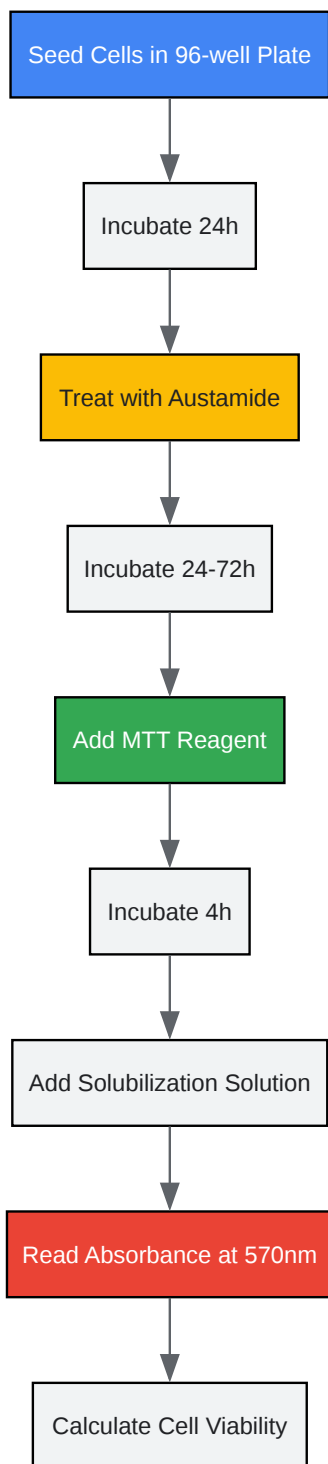 Seed Cells in 96-well Plate
Incubate 24h
Treat with Austamide
Incubate 24-72h
Add MTT Reagent
Incubate 4h
Add Solubilization Solution
Read Absorbance at 570nm
Calculate Cell Viability